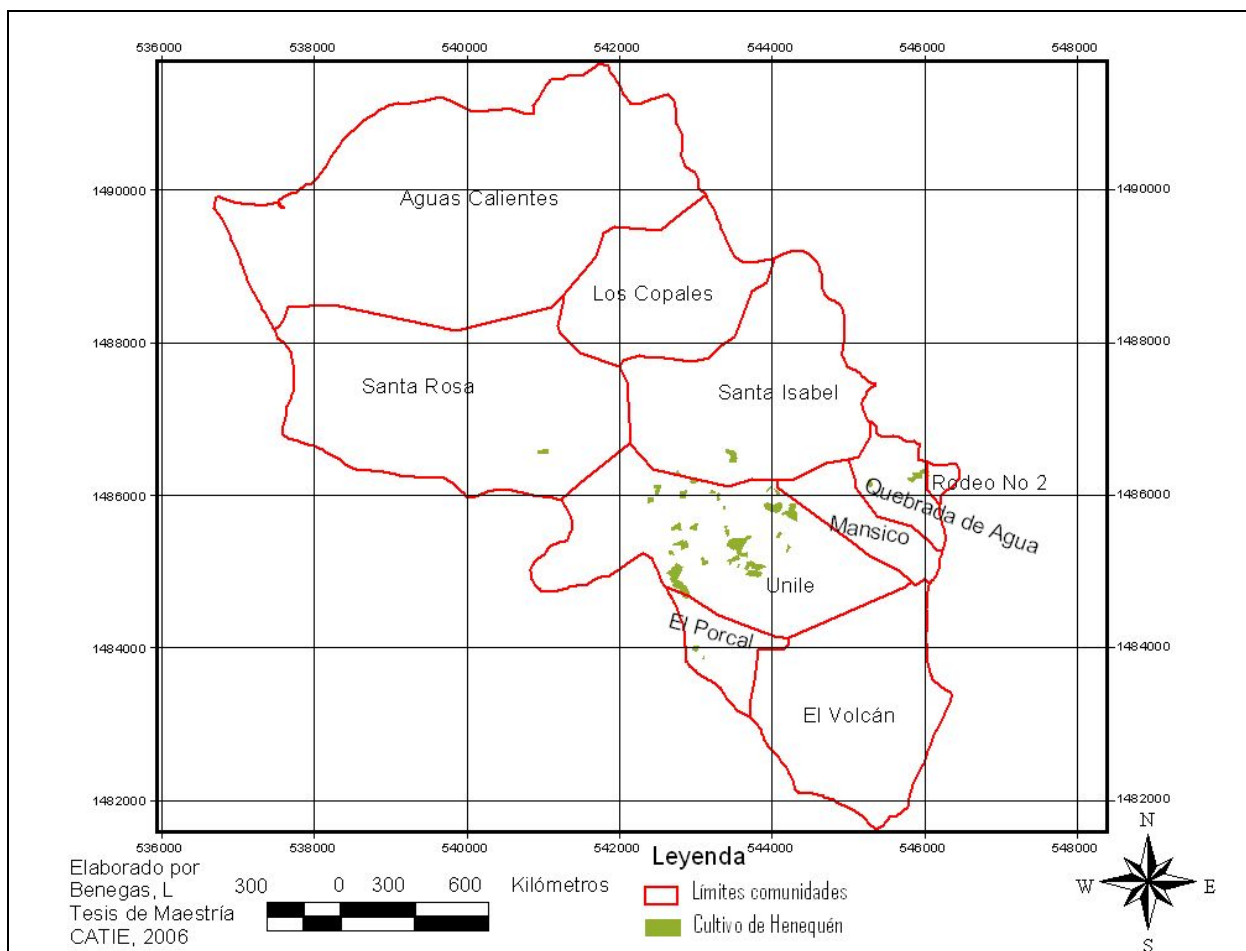 536000 538000 540000 542000 544000 546000 548000
1490000 1490000
Aguas Calientes
Los Copales
1488000 1488000
Santa Rosa
Santa Isabel
Rodeo No 2
1486000 1486000
Quebrada de Agua
Mansico
Unile
El Porcal
1484000 1484000
El Volcán
1482000 1482000
536000 538000 540000 542000 544000 546000 548000
Elaborado por
Benegas, L
Tesis de Maestría
CATIE, 2006
300 0 300 600 Kilómetros
Leyenda
Límites comunidades
Cultivo de Henequén
N
W E
S